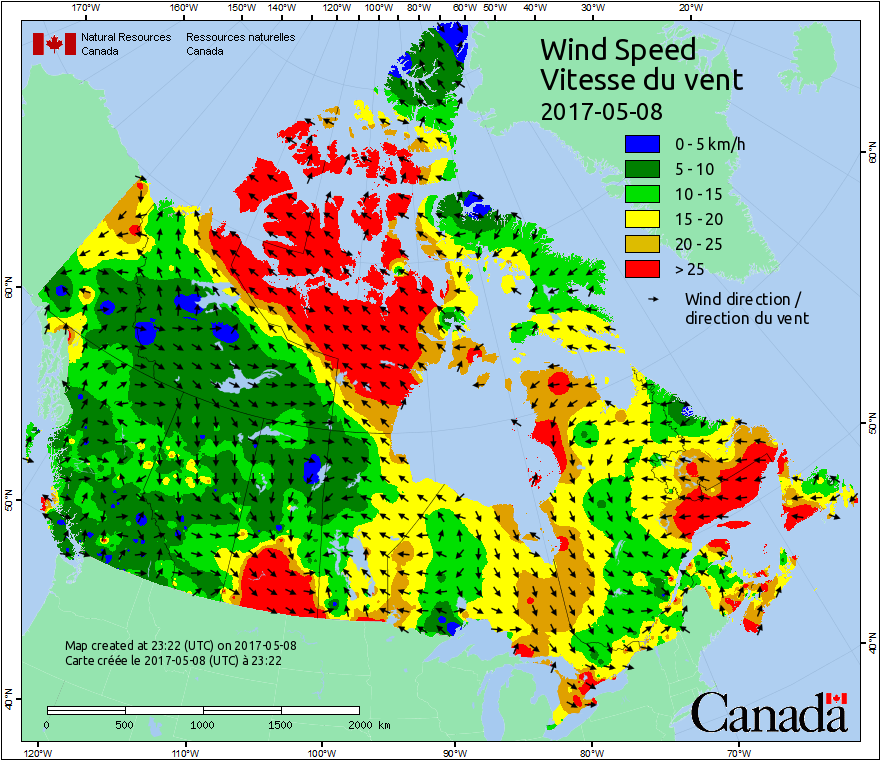 170°W 160°W 150°W 140°W 120°W 100°W 80°W 60°W 50°W 40°W 30°W 20°W
Natural Resources Ressources naturelles
Canada Canada
Wind Speed
Vitesse du vent
2017-05-08
0 - 5 km/h
5 - 10
10 - 15
15 - 20
20 - 25
> 25
Wind direction /
direction du vent
60°N
60°N
50°N
50°N
40°N
40°N
Map created at 23:22 (UTC) on 2017-05-08
Carte créée le 2017-05-08 (UTC) à 23:22
0 500 1000 1500 2000 km
Canada
120°W 110°W 100°W 90°W 80°W 70°W